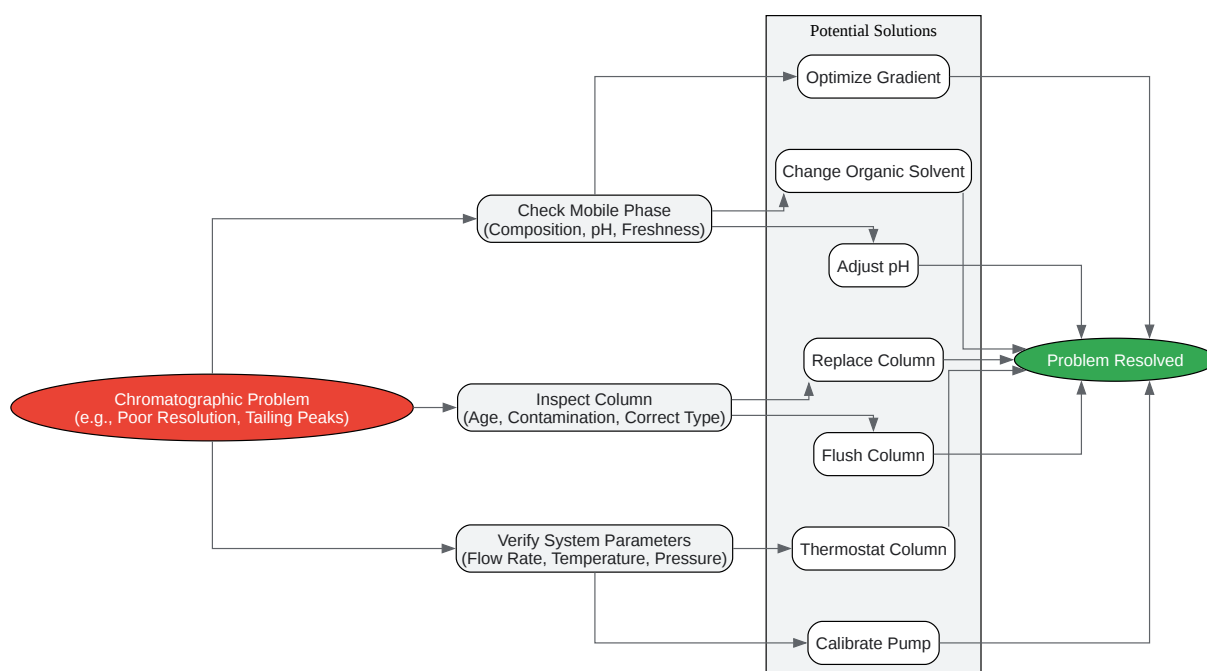 Potential Solutions
Optimize Gradient
Change Organic Solvent
Check Mobile Phase
(Composition, pH, Freshness)
Adjust pH
Replace Column
Problem Resolved
Chromatographic Problem
(e.g., Poor Resolution, Tailing Peaks)
Inspect Column
(Age, Contamination, Correct Type)
Flush Column
Verify System Parameters
(Flow Rate, Temperature, Pressure)
Thermostat Column
Calibrate Pump